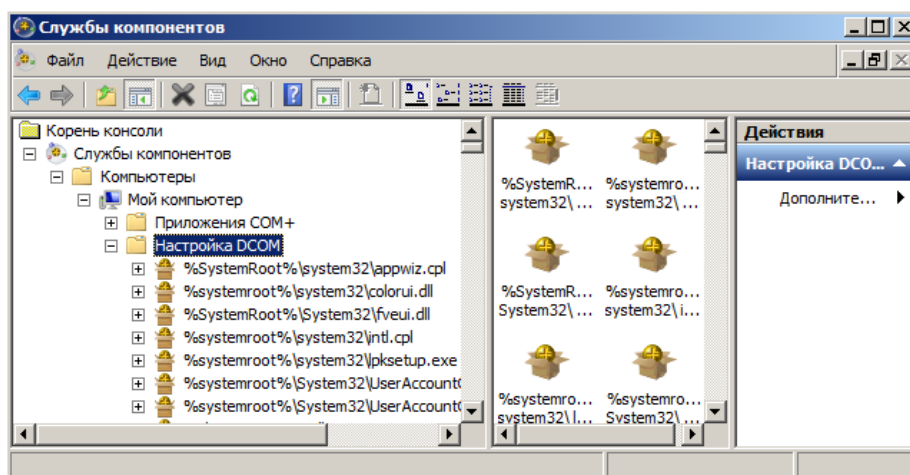 Службы компонентов
Файл Действие Вид Окно Справка
Корень консоли
Службы компонентов
Компьютеры
Мой компьютер
Приложения COM+
Настройка DCOM
%SystemRoot%\system32\appwiz.cpl
%systemroot%\system32\colorui.dll
%SystemRoot%\System32\fveui.dll
%systemroot%\system32\intl.cpl
%systemroot%\system32\lpksetup.exe
%systemroot%\System32\UserAccount
%systemroot%\System32\UserAccount
%SystemR... %systemro...
system32\ ... system32\ ...
%SystemR... %systemro...
System32\ ... system32\i...
%systemro... %systemro...
system32\l... System32\ ...
Действия
Настройка DCO...
Дополните...